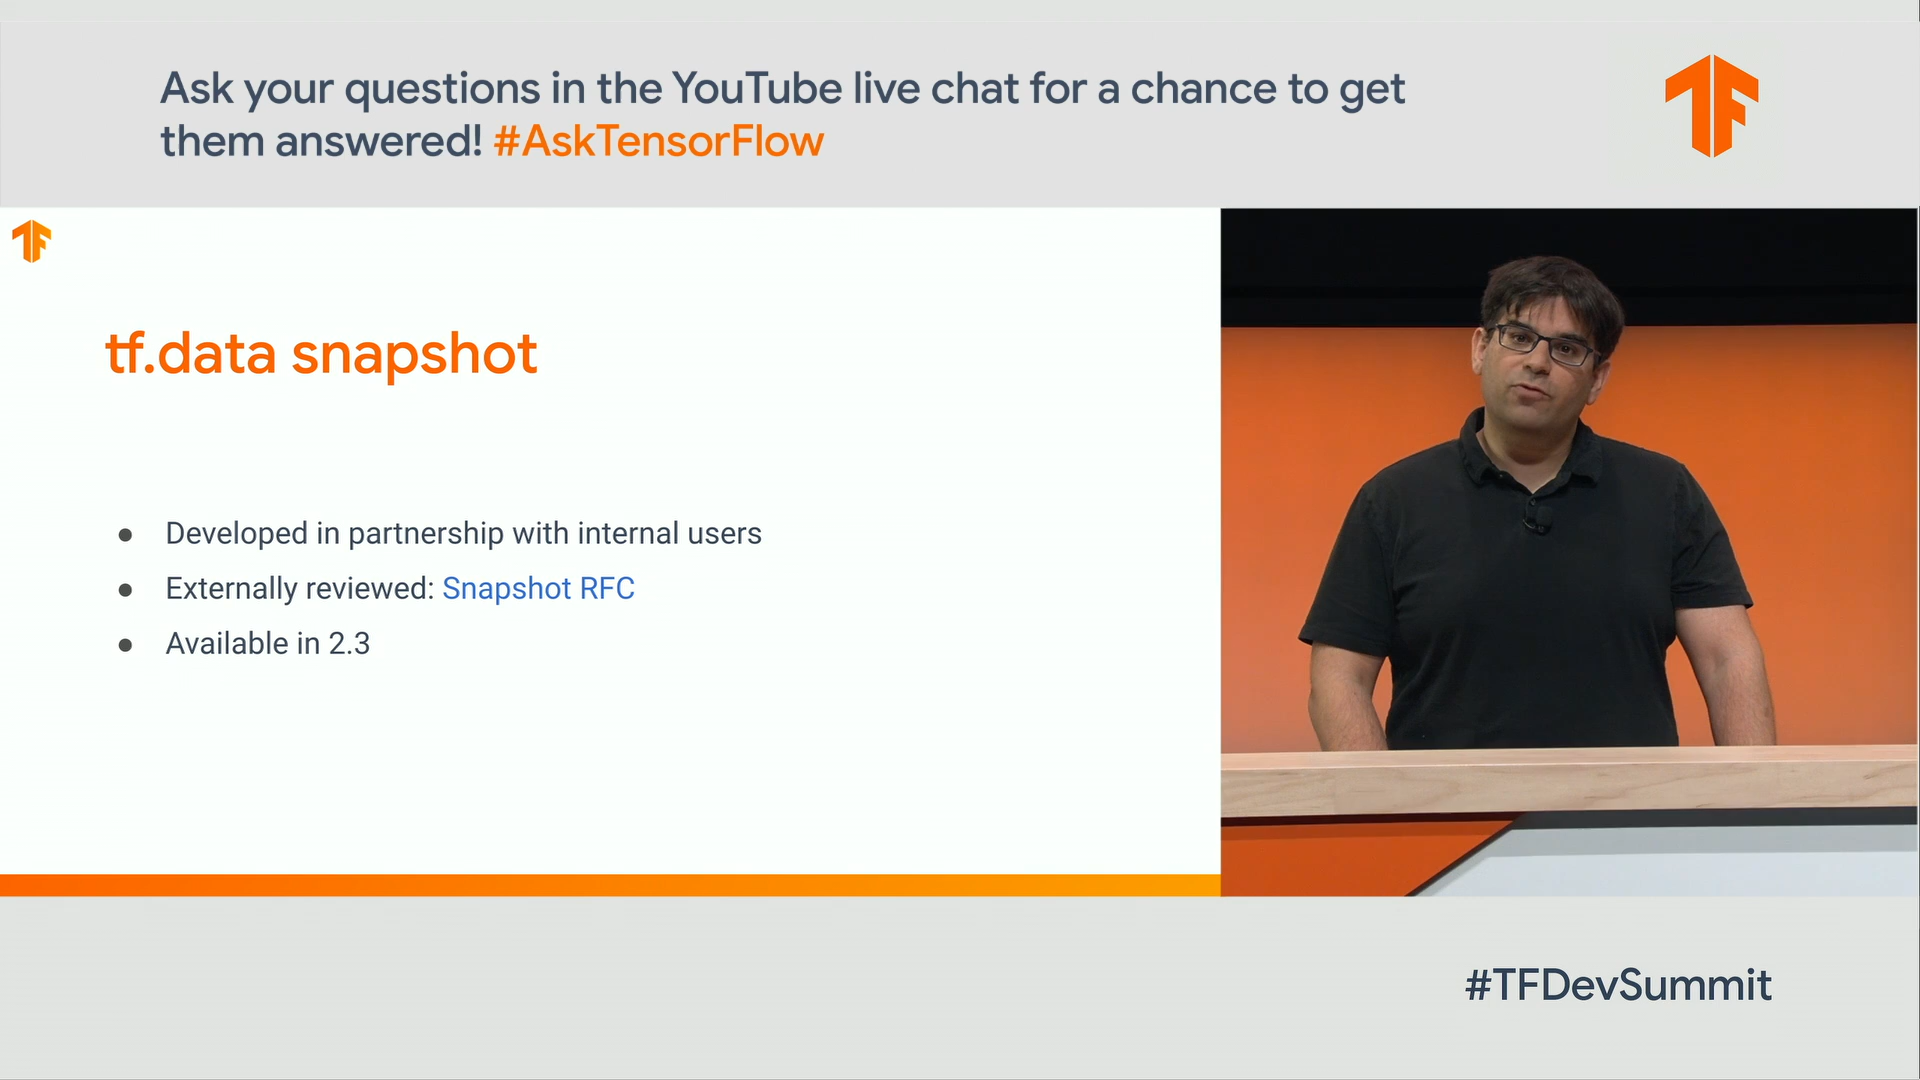 Ask your questions in the YouTube live chat for a chance to get
them answered! #AskTensorFlow
tf.data snapshot
● Developed in partnership with internal users
● Externally reviewed: Snapshot RFC
● Available in 2.3
#TFDevSummit